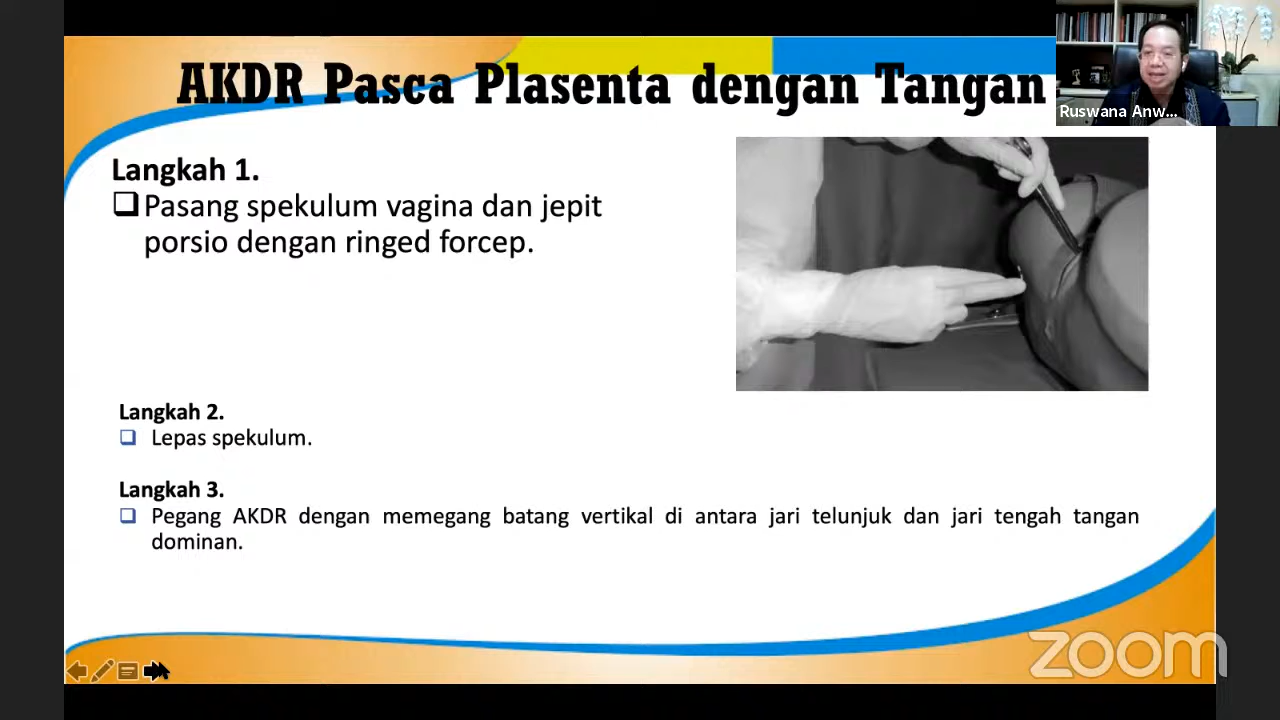 AKDR Pasca Plasenta dengan Tangan
Ruswana Anw...
Langkah 1.
Pasang spekulum vagina dan jepit
porsio dengan ringed forcep.
Langkah 2.
Lepas spekulum.
Langkah 3.
Pegang AKDR dengan memegang batang vertikal di antara jari telunjuk dan jari tengah tangan
dominan.
zoom